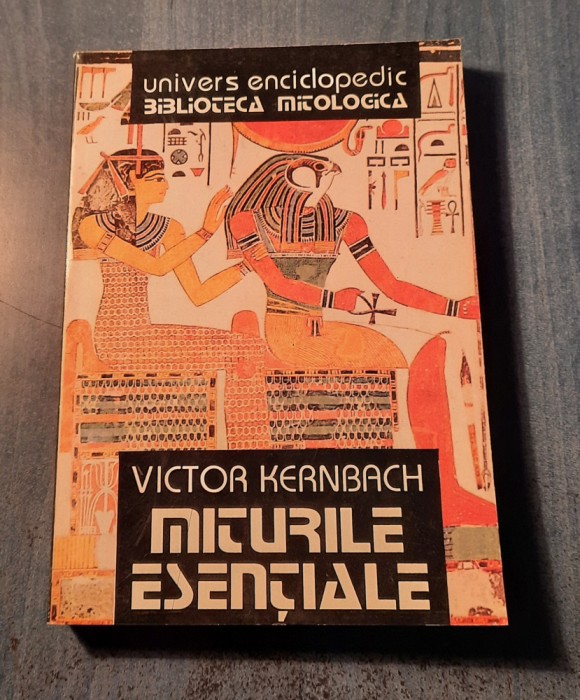 univers enciclopedic
BIBLIOTECA MITOLOGICA
VICTOR KERNBACH
MITURILE
ESENȚIALE